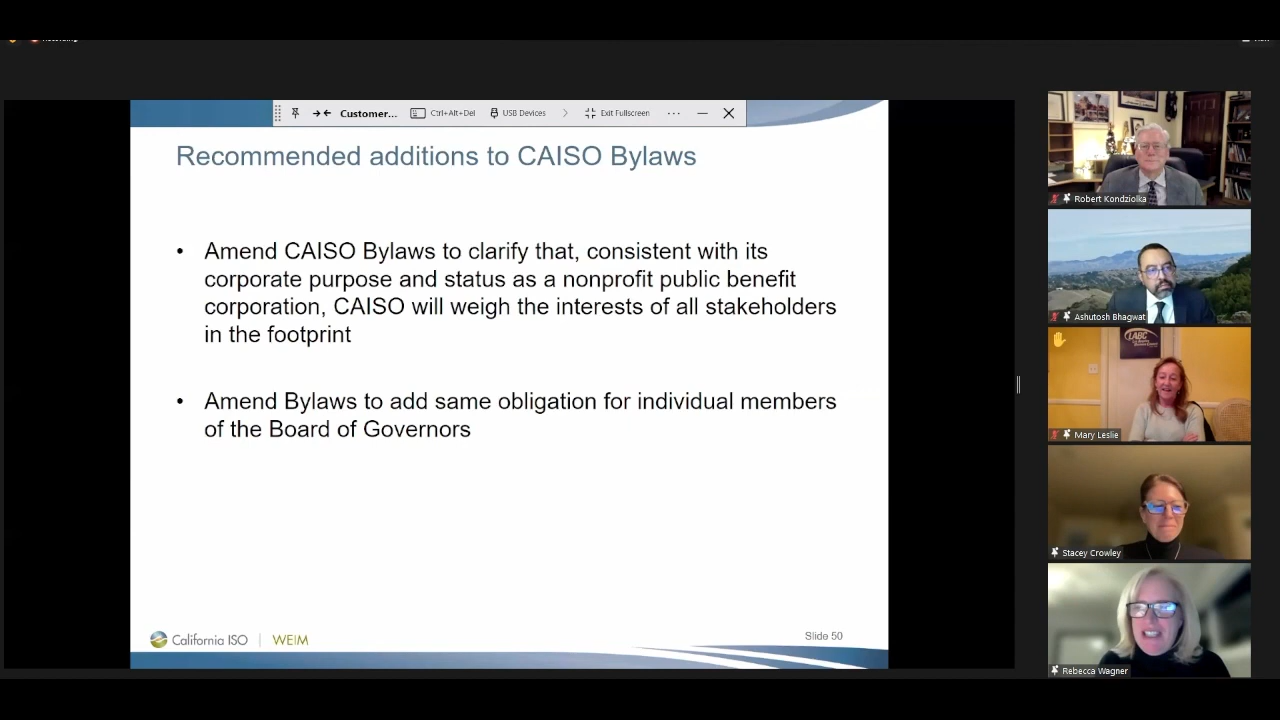 Customer...
Ctrl+Alt+Del
USB Devices
Exit Fullscreen
Recommended additions to CAISO Bylaws
• Amend CAISO Bylaws to clarify that, consistent with its
corporate purpose and status as a nonprofit public benefit
corporation, CAISO will weigh the interests of all stakeholders
in the footprint
• Amend Bylaws to add same obligation for individual members
of the Board of Governors
California ISO | WEIM
Slide 50
Robert Kondziolka
Ashutosh Bhagwat
LABC
Mary Leslie
Stacey Crowley
Rebecca Wagner